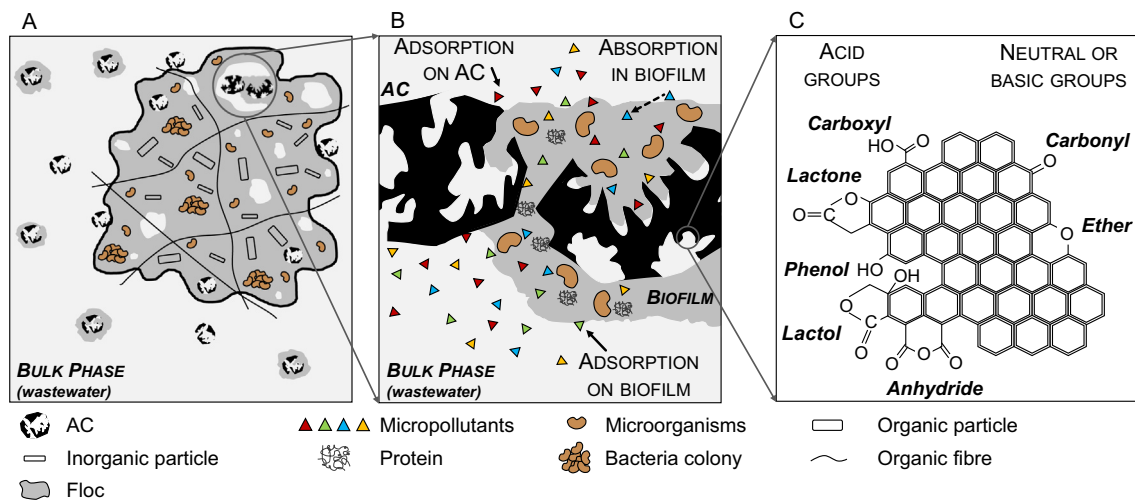 A
BULK PHASE
(wastewater)
B
ADSORPTION
ON AC
ABSORPTION
IN BIOFILM
AC
BIOFILM
BULK PHASE
(wastewater)
ADSORPTION
ON BIOFILM
C
ACID
GROUPS
NEUTRAL OR
BASIC GROUPS
Carboxyl
O
HO
Carbonyl
O
Lactone
O
O
C
Ether
O
Phenol
HO
OH
Lactol
O
C
O
C
C
O
O
O
Anhydride
AC
Micropollutants
Microorganisms
Organic particle
Inorganic particle
Protein
Bacteria colony
Organic fibre
Floc